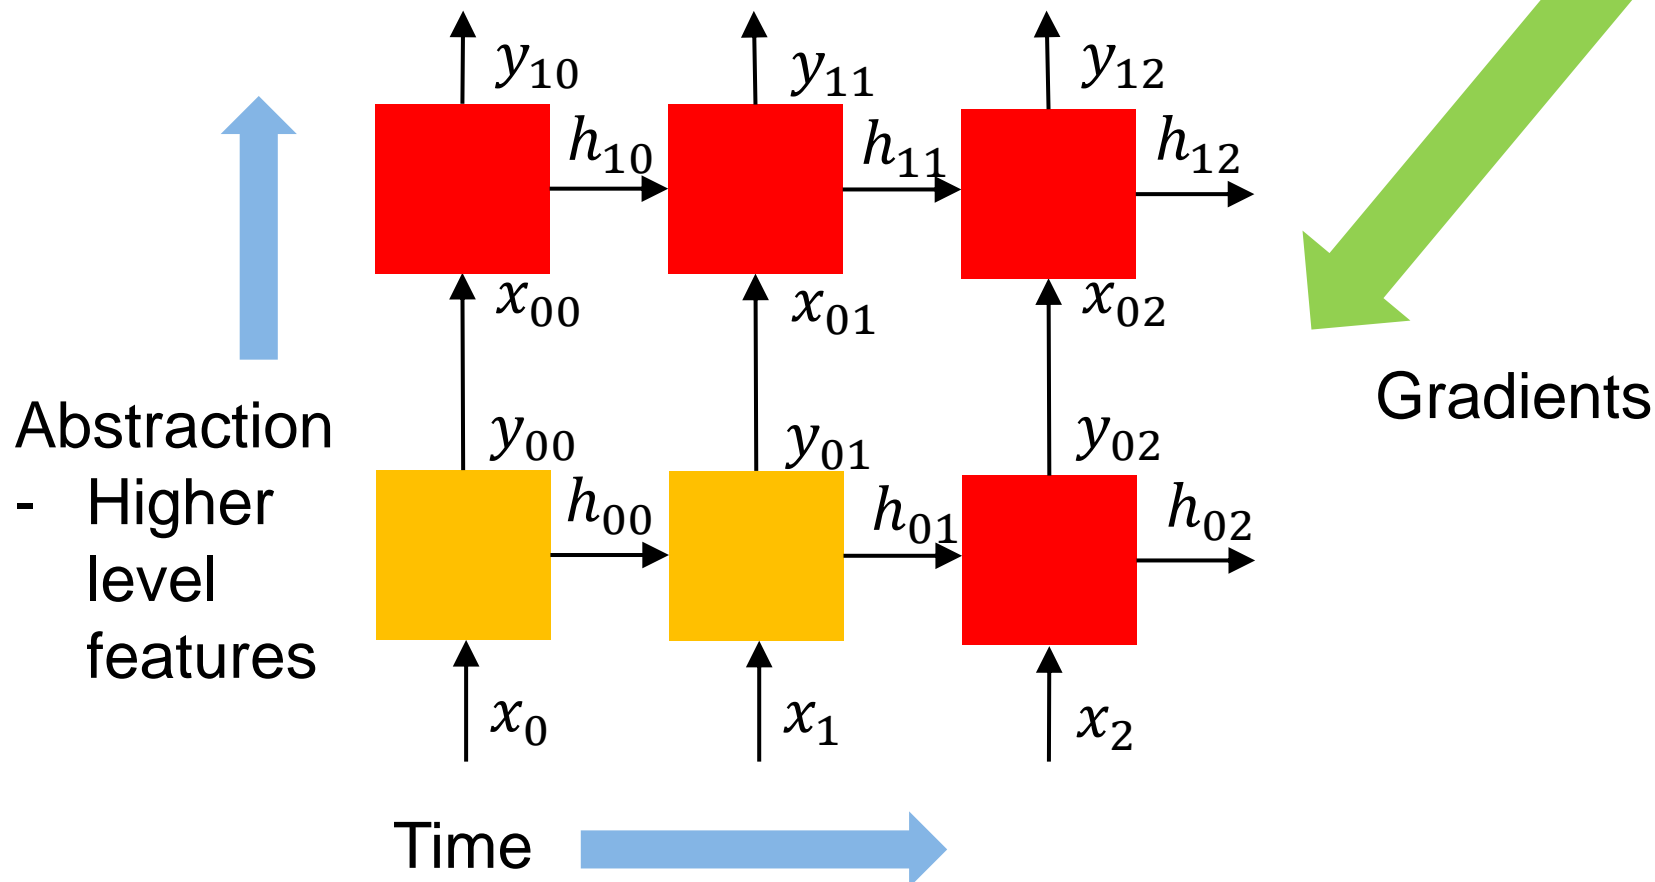 y₁₀ y₁₁ y₁₂
h₁₀ h₁₁ h₁₂
x₀₀ x₀₁ x₀₂
Gradients
Abstraction
- Higher
level
features
y₀₀ y₀₁ y₀₂
h₀₀ h₀₁ h₀₂
x₀ x₁ x₂
Time